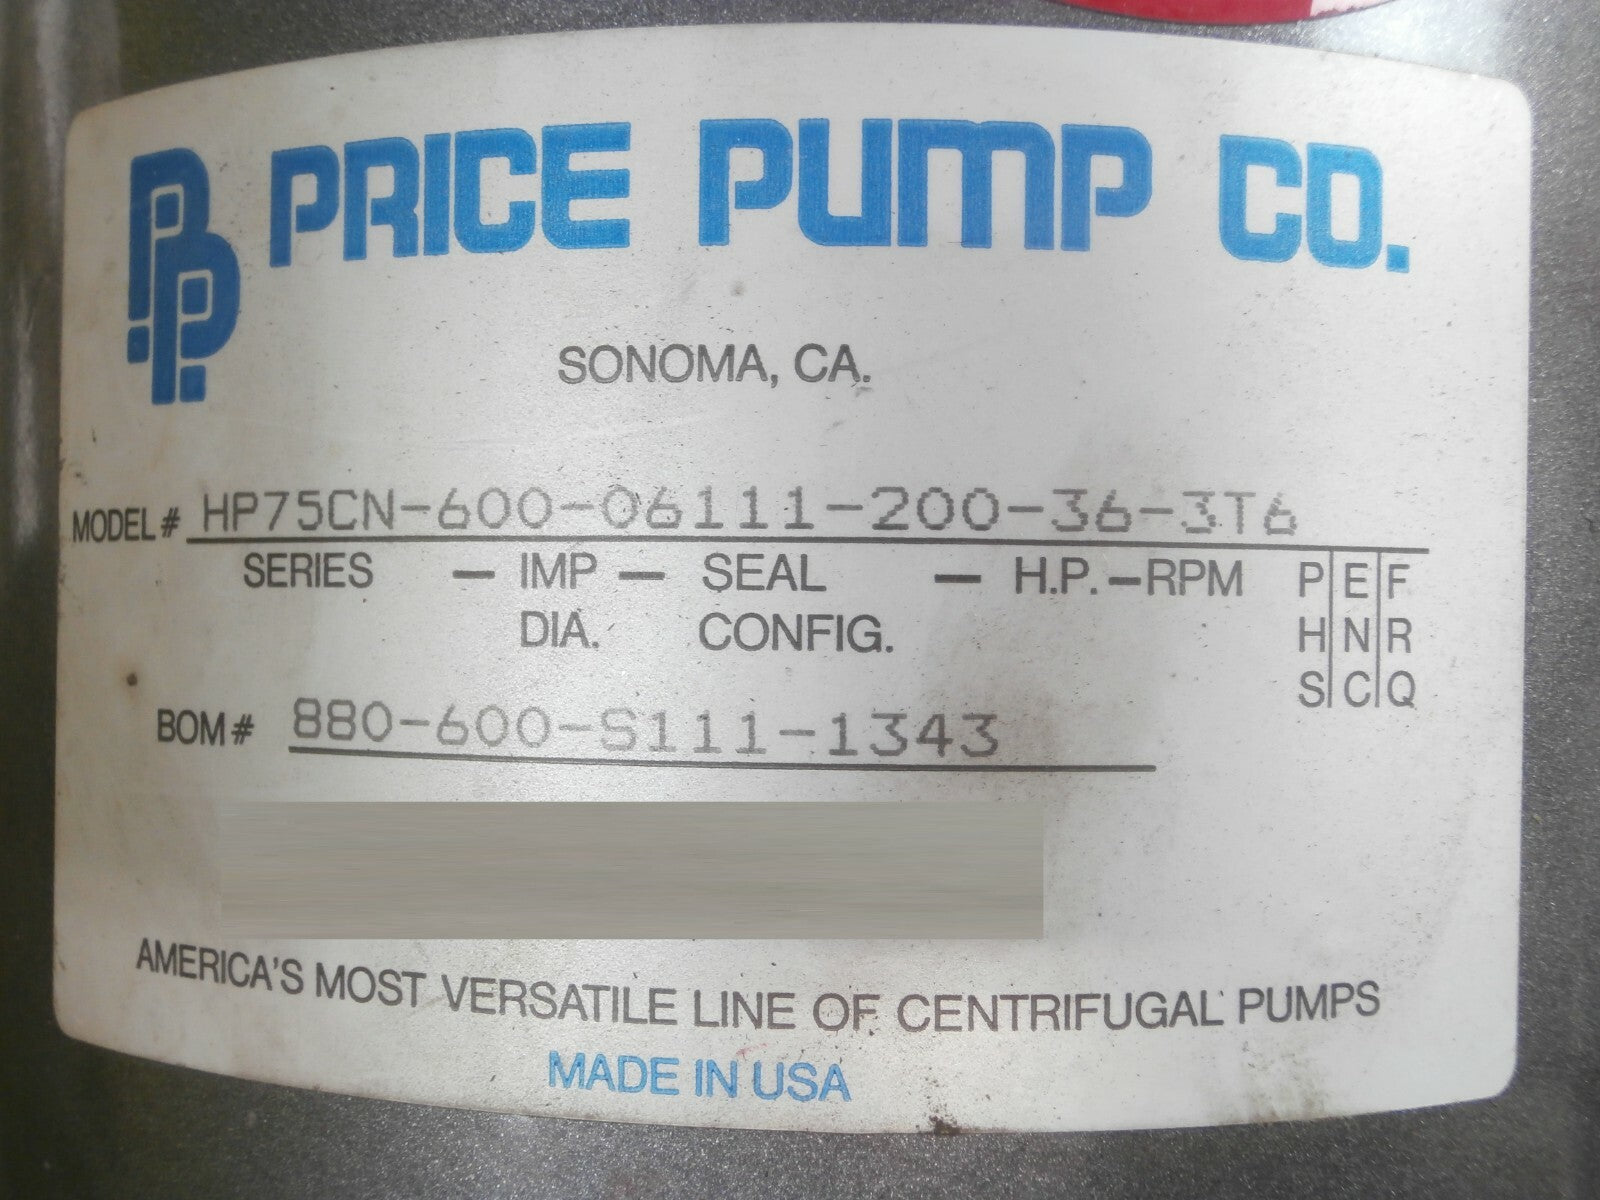 PP PRICE PUMP CO.
SONOMA, CA.
MODEL# HP75CN-600-06111-200-36-3T6
SERIES — IMP — SEAL — H.P. — RPM P E F
DIA. CONFIG. H N R
S C Q
BOM# 880-600-S111-1343
AMERICA'S MOST VERSATILE LINE OF CENTRIFUGAL PUMPS
MADE IN USA